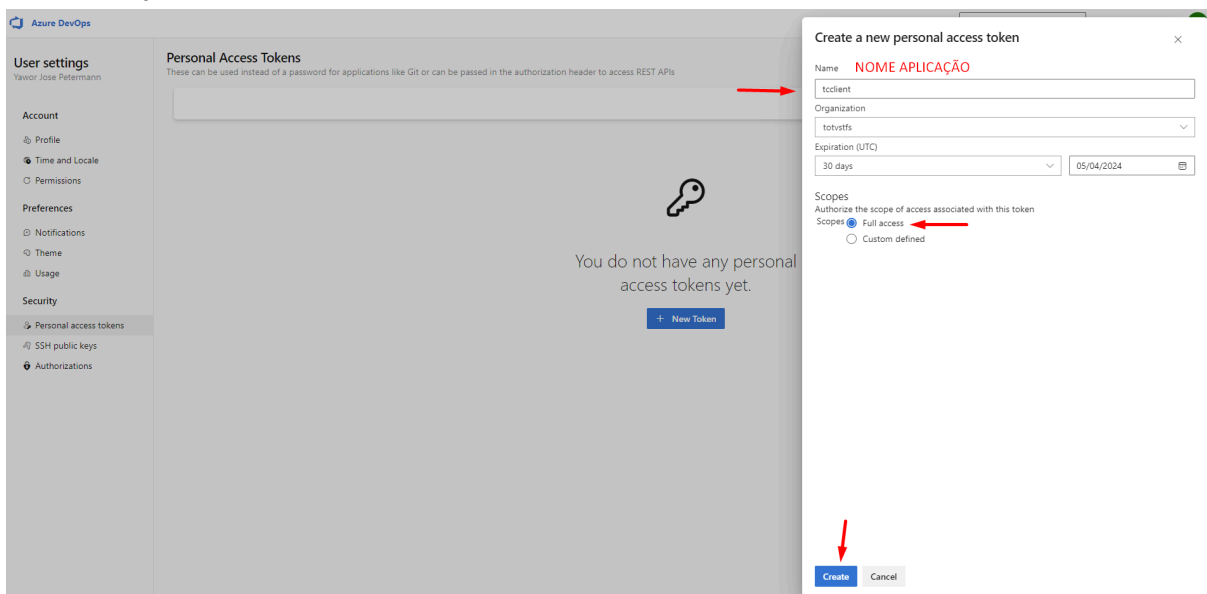 Azure DevOps
User settings
Yawor Jose Petermann
Account
Profile
Time and Locale
Permissions
Preferences
Notifications
Theme
Usage
Security
Personal access tokens
SSH public keys
Authorizations
Personal Access Tokens
These can be used instead of a password for applications like Git or can be passed in the authorization header to access REST APIs
You do not have any personal
access tokens yet.
+ New Token
Create a new personal access token
Name NOME APLICAÇÃO
tcclient
Organization
totvstfs
Expiration (UTC)
30 days 05/04/2024
Scopes
Authorize the scope of access associated with this token
Scopes Full access
Custom defined
Create Cancel